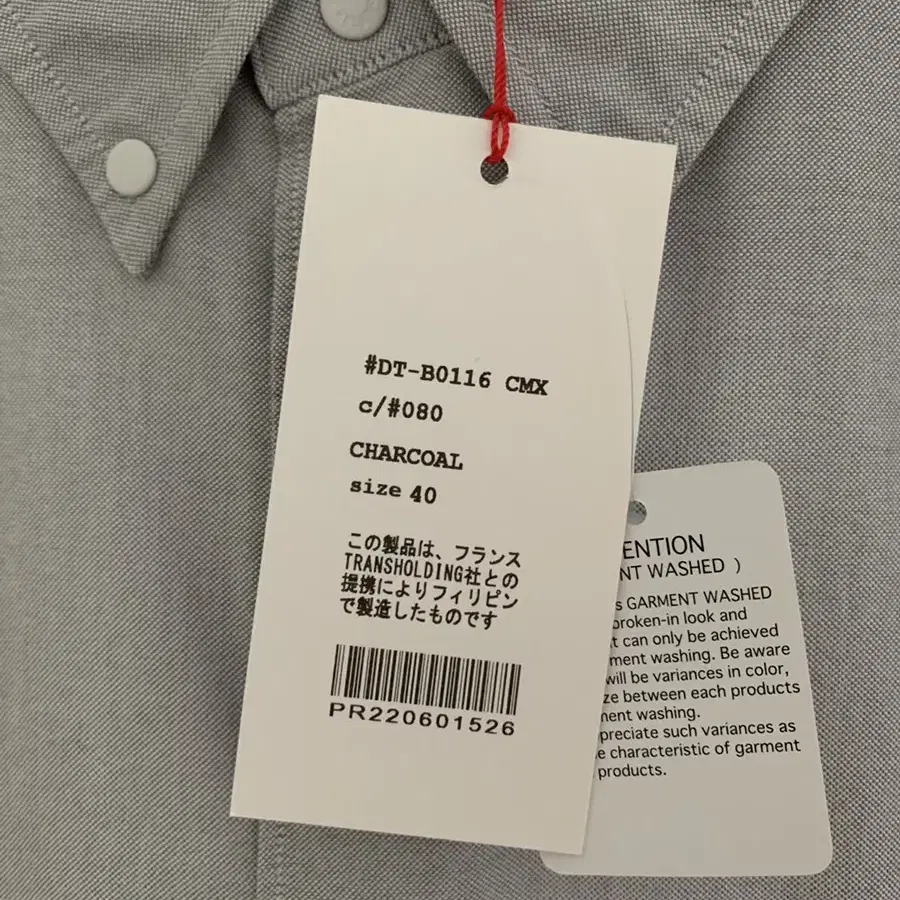 #DT-B0116 CMX
c/#080
CHARCOAL
size 40
この製品は、フランス
TRANSHOLDING社との
提携によりフィリピン
で製造したものです
PR220601526
ENTION
NT WASHED )
s GARMENT WASHED
broken-in look and
t can only be achieved
ment washing. Be aware
will be variances in color,
ze between each products
ment washing.
preciate such variances as
e characteristic of garment
products.